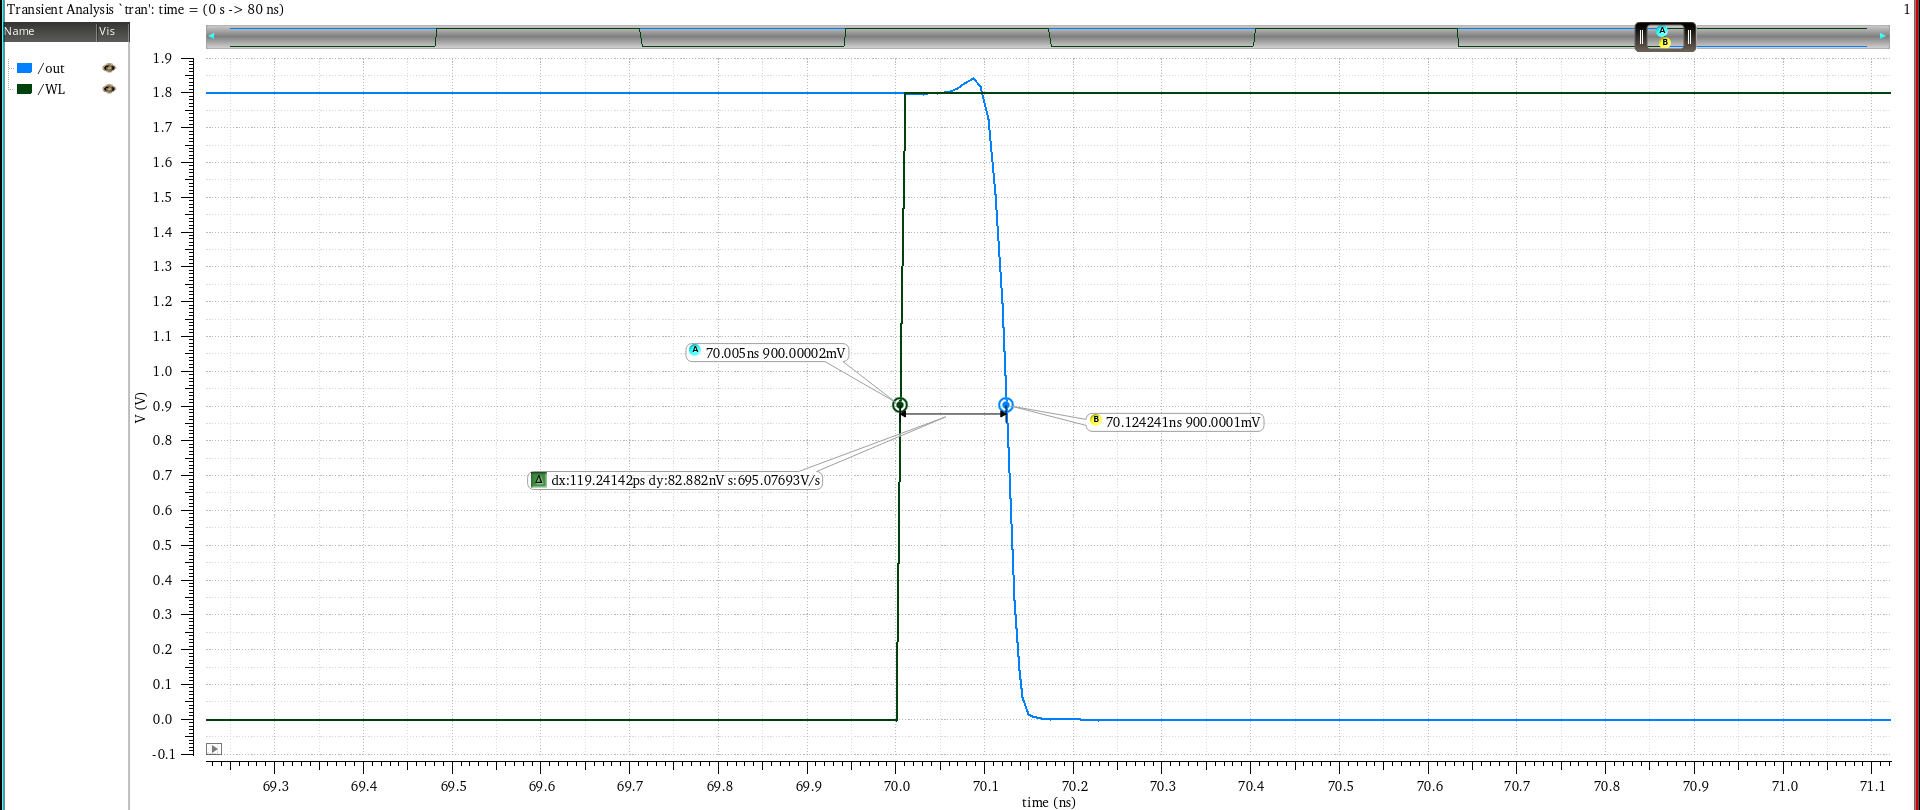 Transient Analysis `tran': time = (0 s -> 80 ns)
1
Name Vis
/out
/WL
A
B
1.9
1.8
1.7
1.6
1.5
1.4
1.3
1.2
1.1
1.0
0.9
0.8
0.7
0.6
0.5
0.4
0.3
0.2
0.1
0.0
-0.1
V (V)
A 70.005ns 900.00002mV
B 70.124241ns 900.0001mV
Δ dx:119.24142ps dy:82.882nV s:695.07693V/s
69.3 69.4 69.5 69.6 69.7 69.8 69.9 70.0 70.1 70.2 70.3 70.4 70.5 70.6 70.7 70.8 70.9 71.0 71.1
time (ns)